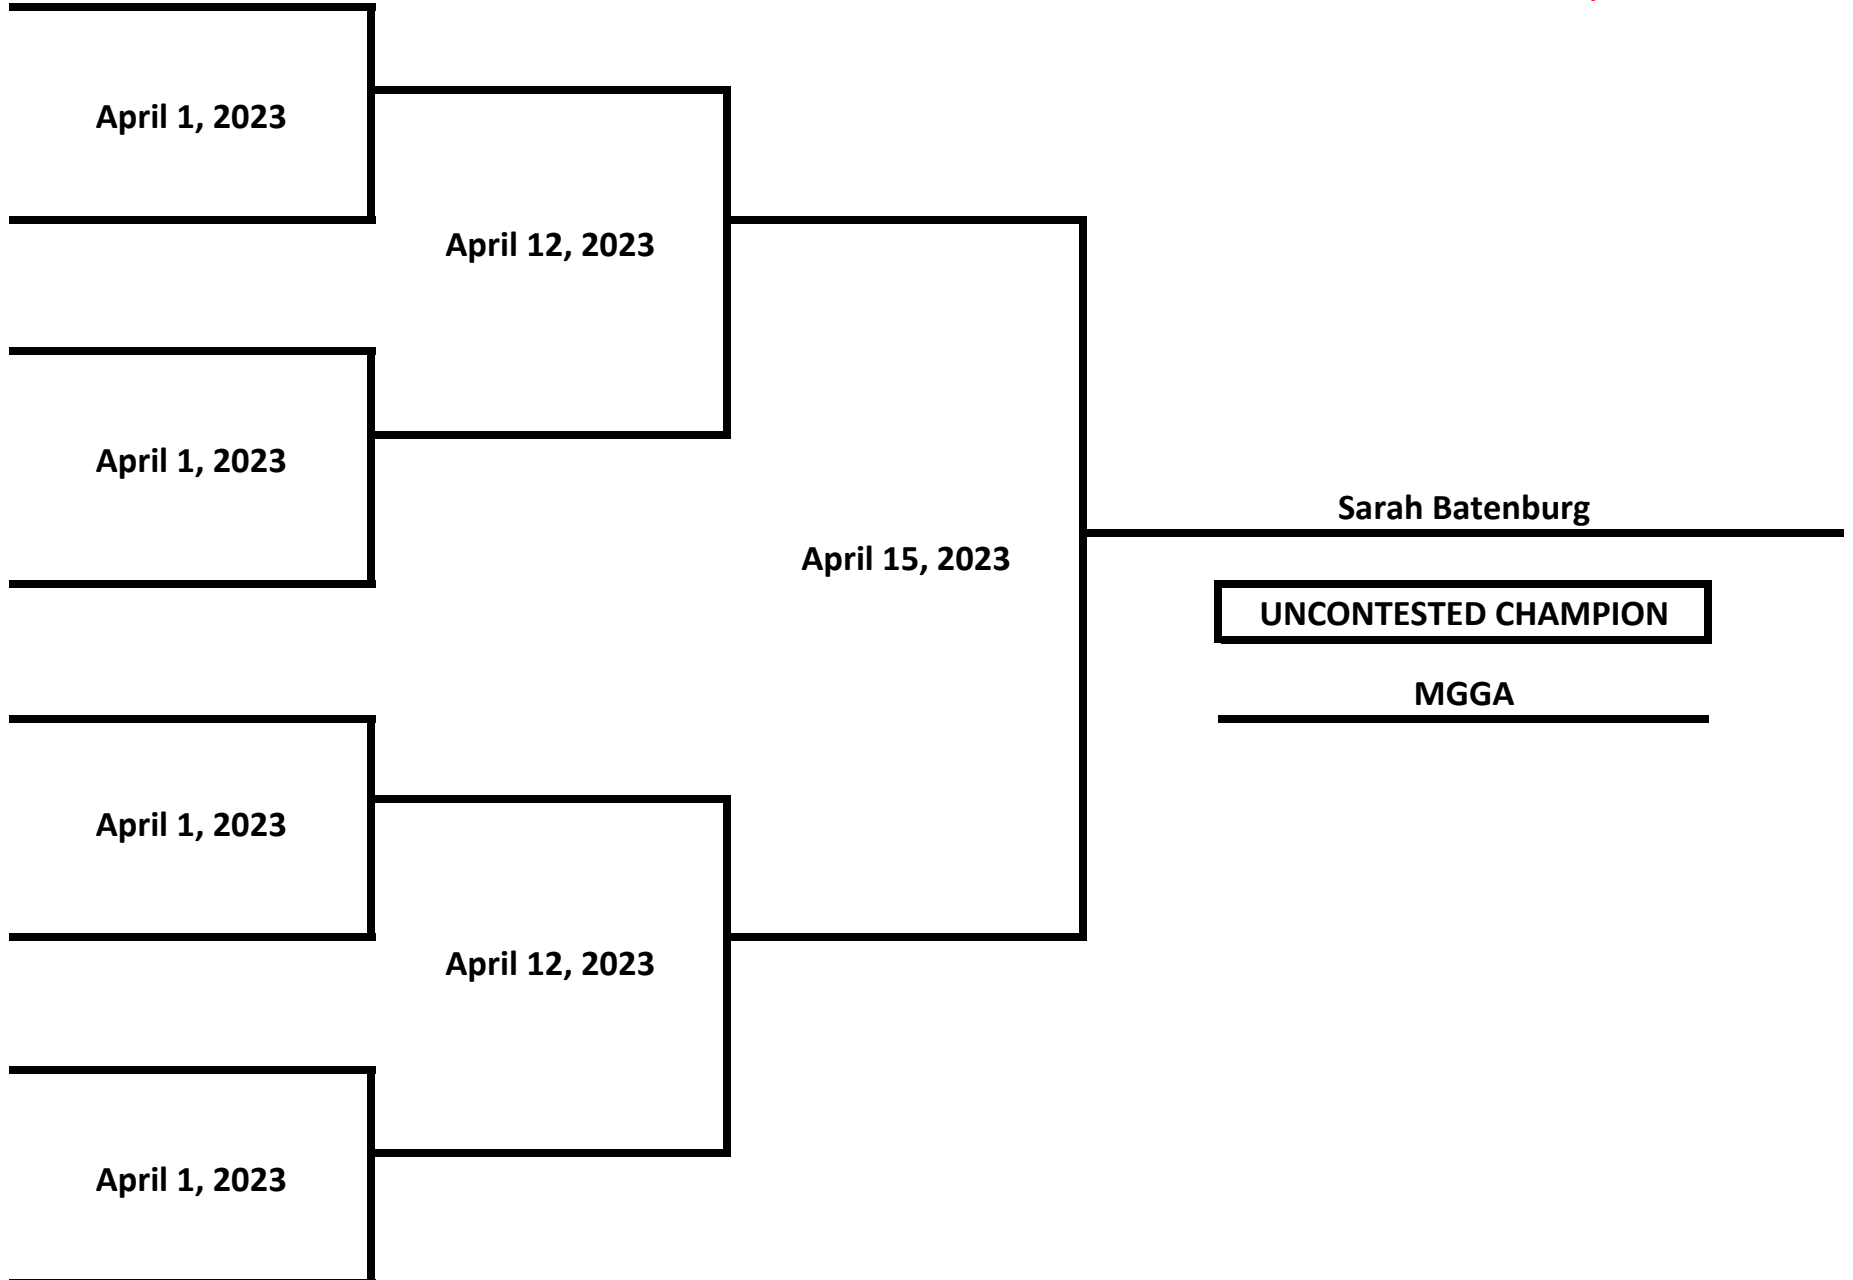 April 1, 2023
April 12, 2023
April 1, 2023
Sarah Batenburg
April 15, 2023
UNCONTESTED CHAMPION
MGGA
April 1, 2023
April 12, 2023
April 1, 2023